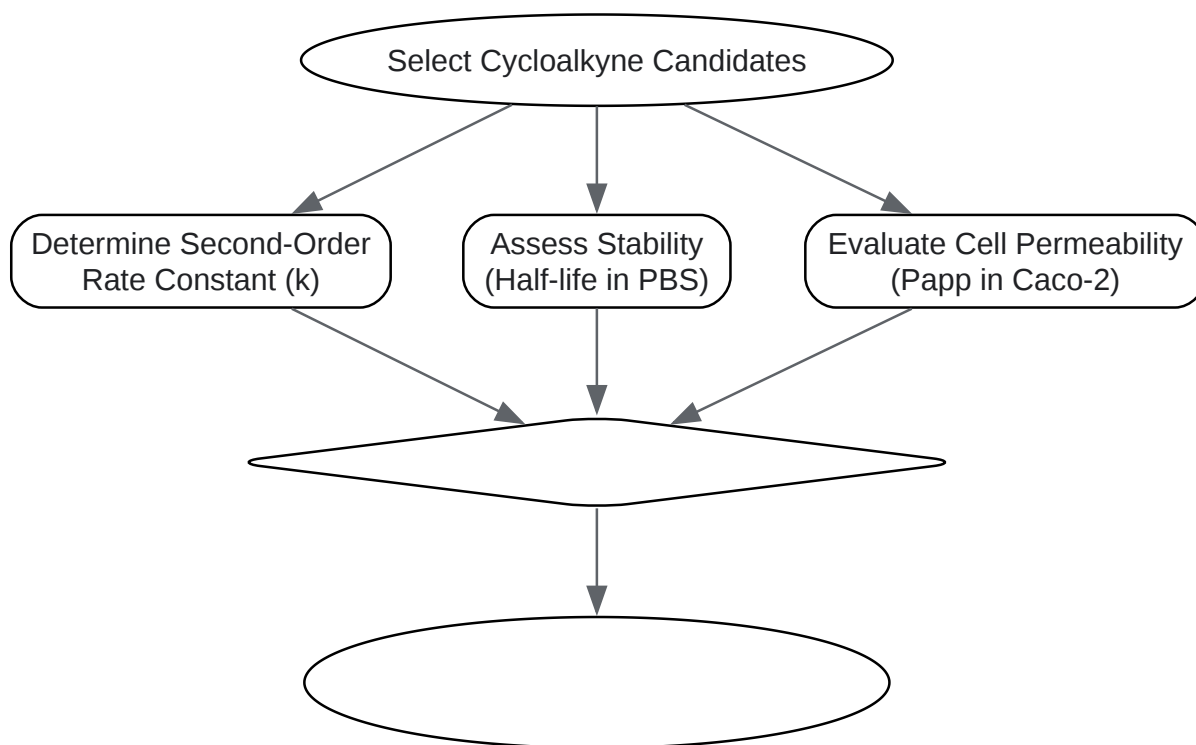 Select Cycloalkyne Candidates
Determine Second-Order
Rate Constant (k)
Assess Stability
(Half-life in PBS)
Evaluate Cell Permeability
(Papp in Caco-2)